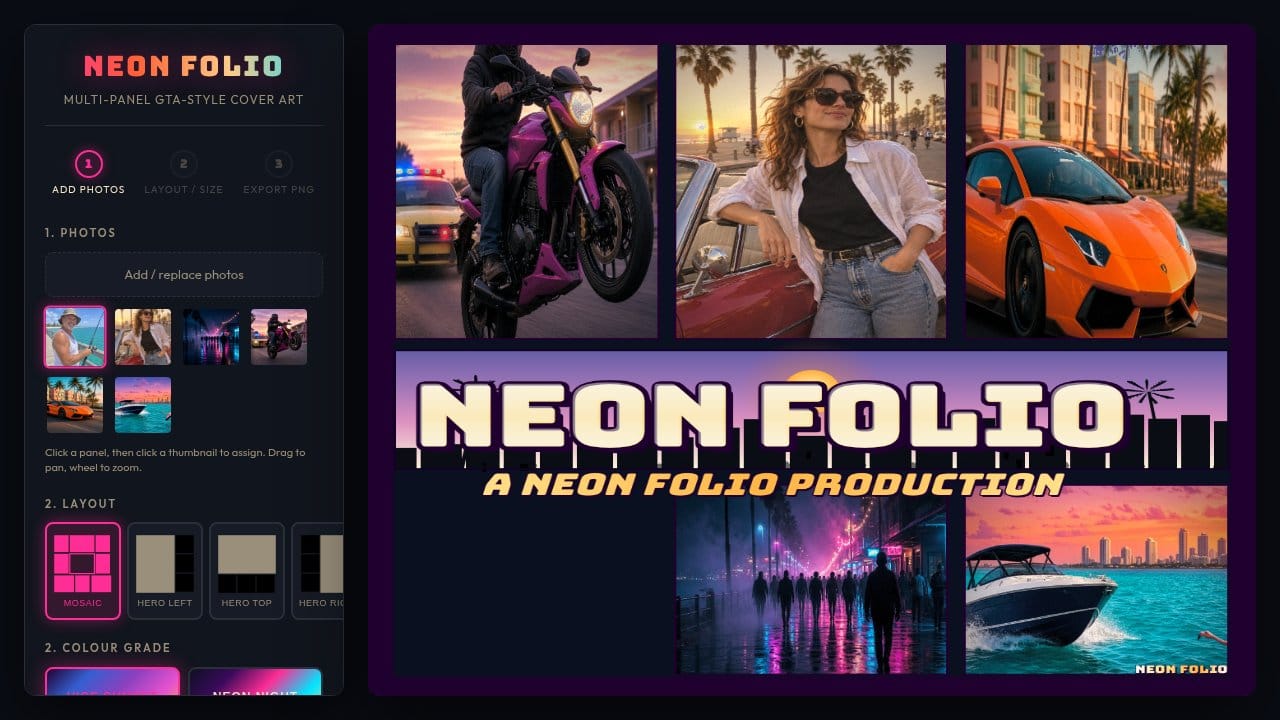 NEON FOLIO
MULTI-PANEL GTA-STYLE COVER ART
1 2 3
ADD PHOTOS LAYOUT / SIZE EXPORT PNG
1. PHOTOS
Add / replace photos
Click a panel, then click a thumbnail to assign. Drag to
pan, wheel to zoom.
2. LAYOUT
MOSAIC HERO LEFT HERO TOP HERO RIG
2. COLOUR GRADE
NEON NIGHT
NEON FOLIO
A NEON FOLIO PRODUCTION
NEON FOLIO